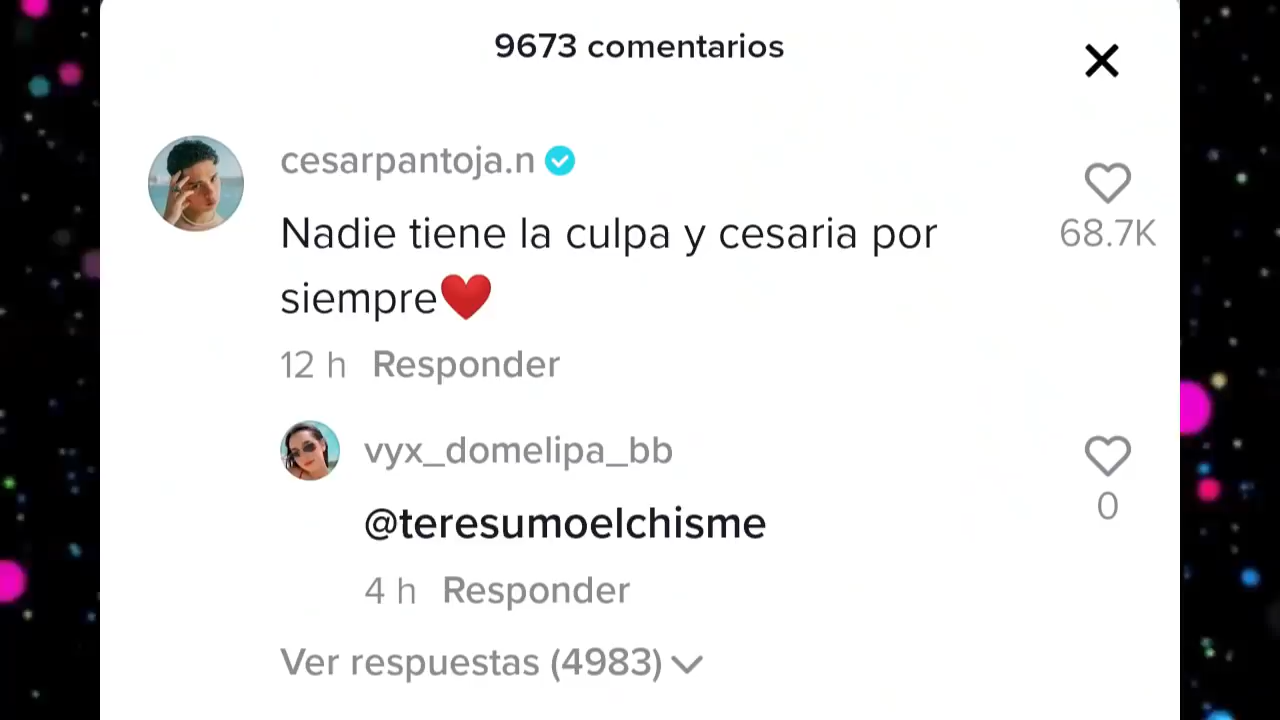 9673 comentarios
cesarpantoja.n
Nadie tiene la culpa y cesaria por
siempre❤️
68.7K
12 h Responder
vyx_domelipa_bb
@teresumoelchisme
0
4 h Responder
Ver respuestas (4983)